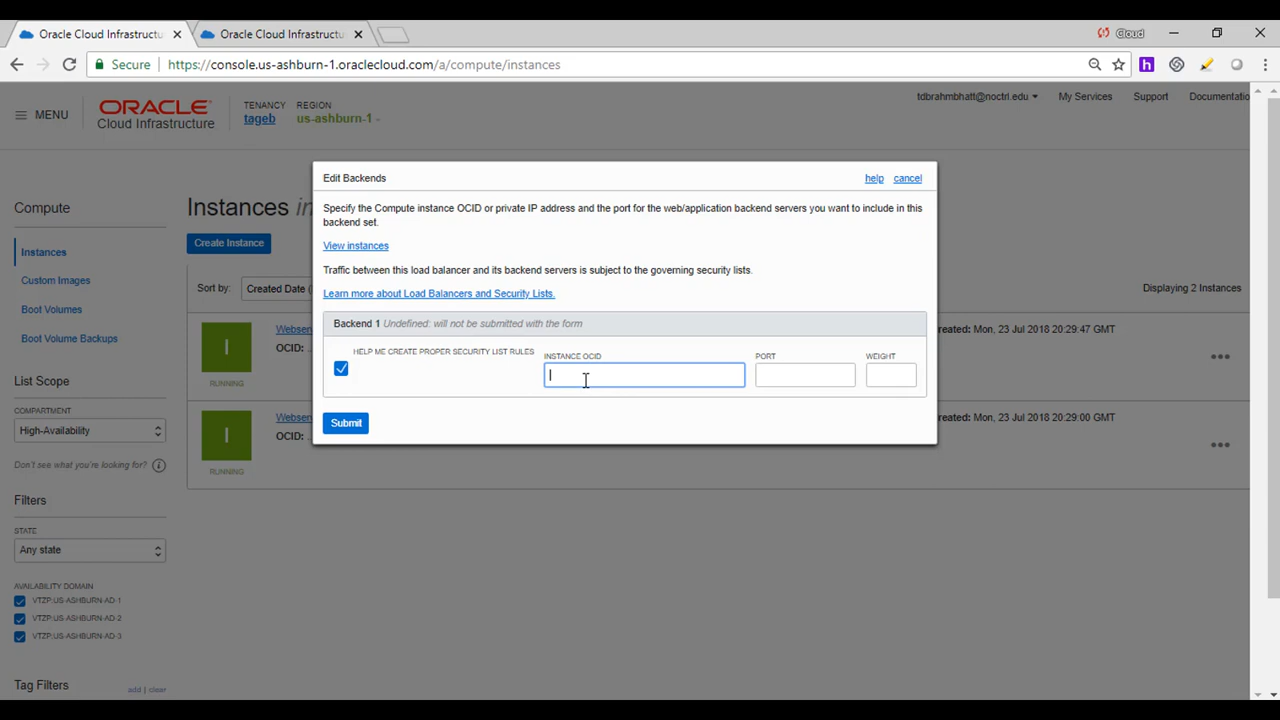 Oracle Cloud Infrastructu
Oracle Cloud Infrastructu
Cloud
Secure
https://console.us-ashburn-1.oraclecloud.com/a/compute/instances
MENU
ORACLE
Cloud Infrastructure
TENANCY
tageb
REGION
us-ashburn-1
tdbrahmbhatt@noctrl.edu
My Services
Support
Documentatio
Edit Backends
help
cancel
Specify the Compute instance OCID or private IP address and the port for the web/application backend servers you want to include in this
backend set.
View instances
Traffic between this load balancer and its backend servers is subject to the governing security lists.
Learn more about Load Balancers and Security Lists.
Backend 1 Undefined: will not be submitted with the form
HELP ME CREATE PROPER SECURITY LIST RULES
INSTANCE OCID
PORT
WEIGHT
Submit
Compute
Instances
Custom Images
Boot Volumes
Boot Volume Backups
List Scope
COMPARTMENT
High-Availability
Don't see what you're looking for?
Filters
STATE
Any state
AVAILABILITY DOMAIN
VTZP:US-ASHBURN-AD-1
VTZP:US-ASHBURN-AD-2
VTZP:US-ASHBURN-AD-3
Tag Filters
add | clear
Instances in
Create Instance
Sort by:
Created Date (
Displaying 2 Instances
I
RUNNING
Websen
OCID:
reated: Mon, 23 Jul 2018 20:29:47 GMT
I
RUNNING
Websen
OCID:
reated: Mon, 23 Jul 2018 20:29:00 GMT